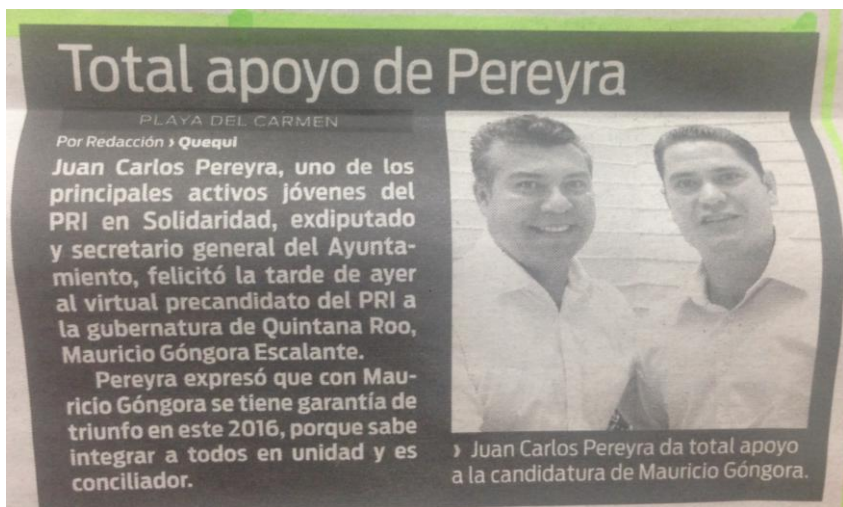 Total apoyo de Pereyra
PLAYA DEL CARMEN
Por Redacción › Quequi
Juan Carlos Pereyra, uno de los
principales activos jóvenes del
PRI en Solidaridad, exdiputado
y secretario general del Ayunta-
miento, felicitó la tarde de ayer
al virtual precandidato del PRI a
la gubernatura de Quintana Roo,
Mauricio Góngora Escalante.
Pereyra expresó que con Mau-
ricio Góngora se tiene garantía de
triunfo en este 2016, porque sabe
integrar a todos en unidad y es
conciliador.
› Juan Carlos Pereyra da total apoyo
a la candidatura de Mauricio Góngora.